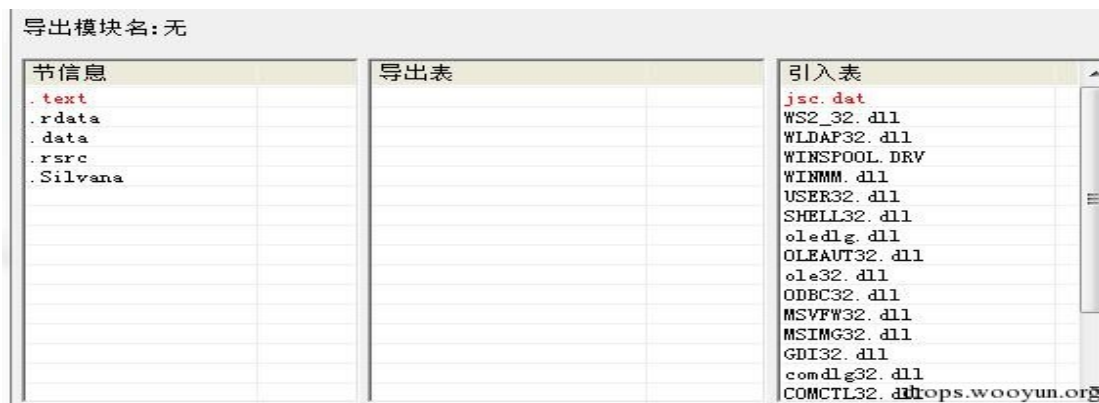 导出模块名:无
节信息
.text
.rdata
.data
.rsrc
.Silvana
导出表
引入表
jsc.dat
WS2_32.dll
WLDAP32.dll
WINSPOOL.DRV
WINMM.dll
USER32.dll
SHELL32.dll
oledlg.dll
OLEAUT32.dll
ole32.dll
ODBC32.dll
MSVFW32.dll
MSIMG32.dll
GDI32.dll
comdlg32.dll
COMCTL32.dll
drops.wooyun.org